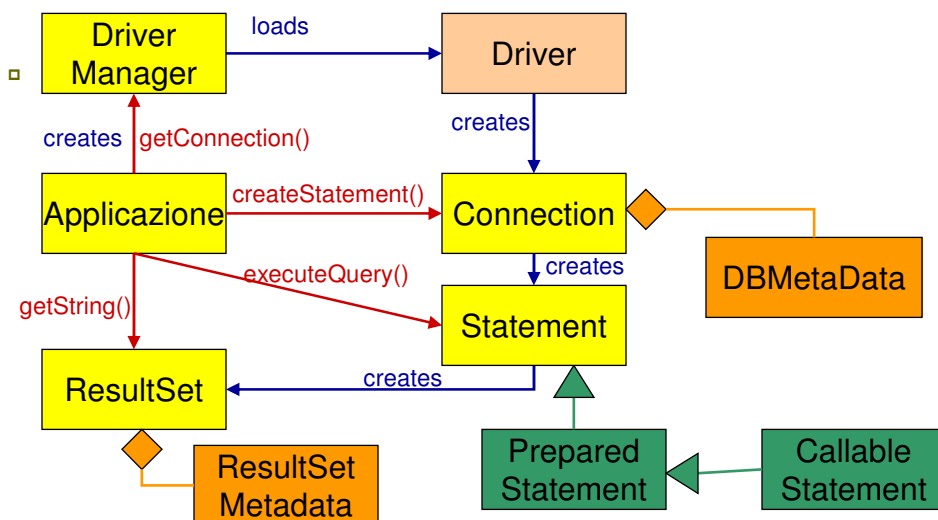 Driver
Manager
loads
Driver
creates
getConnection()
creates
Applicazione
createStatement()
Connection
executeQuery()
creates
DBMetaData
getString()
Statement
ResultSet
creates
ResultSet
Metadata
Prepared
Statement
Callable
Statement